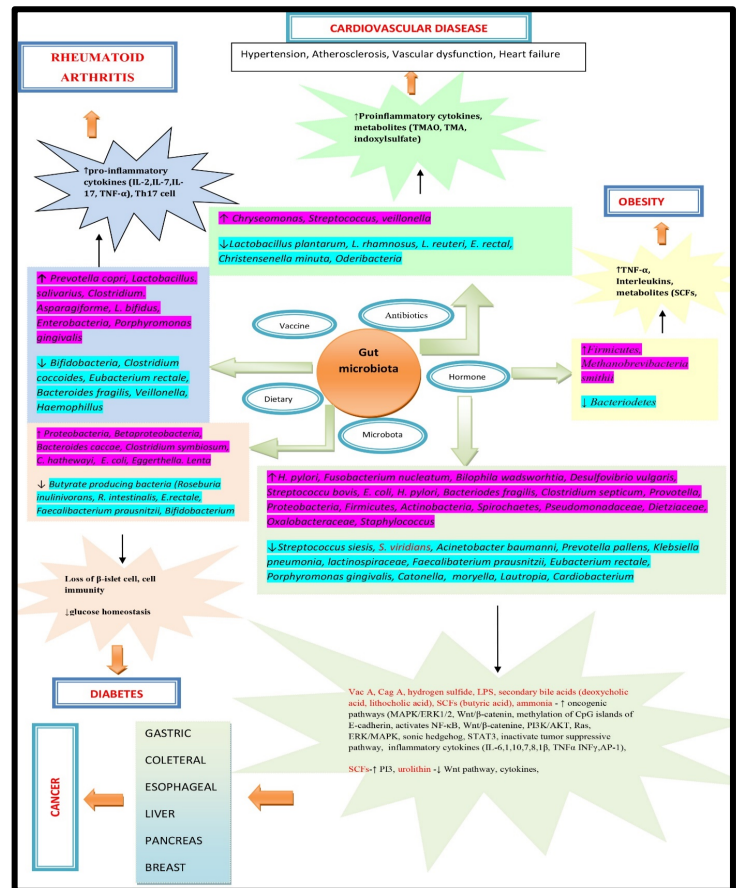 CARDIOVASCULAR DIASEASE
Hypertension, Atherosclerosis, Vascular dysfunction, Heart failure
RHEUMATOID
ARTHRITIS
↑Proinflammatory cytokines,
metabolites (TMAO, TMA,
indoxylsulfate)
↑pro-inflammatory
cytokines (IL-2,IL-7,IL-
17, TNF-α), Th17 cell
OBESITY
↑ Chryseomonas, Streptococcus, veillonella
↓Lactobacillus plantarum, L. rhamnosus, L. reuteri, E. rectal,
Christensenella minuta, Oderibacteria
↑TNF-α,
Interleukins,
metabolites (SCFs,
↑ Prevotella copri, Lactobacillus
salivarius, Clostridium,
Asparagiforme, L. bifidus,
Enterobacteria, Porphyromonas
gingivalis
↓ Bifidobacteria, Clostridium
coccoides, Eubacterium rectale,
Bacteroides fragilis, Veillonella,
Haemophillus
Vaccine
Antibiotics
Gut
microbiota
Hormone
Dietary
Microbota
↑Firmicutes,
Methanobrevibacteria
smithii
↓ Bacteriodetes
↑ Proteobacteria, Betaproteobacteria,
Bacteroides coccae, Clostridium symbiosum,
C. hathewayi, E. coli, Eggerthella. Lenta
↓ Butyrate producing bacteria (Roseburia
inulinivorans, R. intestinalis, E.rectale,
Faecalibacterium prausnitzii, Bifidobacterium
↑H. pylori, Fusobacterium nucleatum, Bilophila wadsworhtia, Desulfovibrio vulgaris,
Streptococcu bovis, E. coli, H. pylori, Bacteriodes fragilis, Clostridium septicum, Provotella,
Proteobacteria, Firmicutes, Actinobacteria, Spirochaetes, Pseudomonadaceae, Dietziaceae,
Oxalobacteraceae, Staphylococcus
↓Streptococcus siesis, S. viridians, Acinetobacter baumanni, Prevotella pallens, Klebsiella
pneumonia, lactinospiraceae, Faecalibaterium prausnitzii, Eubacterium rectale,
Porphyromonas gingivalis, Catonella, moryella, Lautropia, Cardiobacterium
Loss of β-islet cell, cell
immunity
↓glucose homeostasis
DIABETES
Vac A, Cag A, hydrogen sulfide, LPS, secondary bile acids (deoxycholic
acid, lithocholic acid), SCFs (butyric acid), ammonia - ↑ oncogenic
pathways (MAPK/ERK1/2, Wnt/β-catenin, methylation of CpG islands of
E-cadherin, activates NF-κB, Wnt/β-catenine, PI3K/AKT, Ras,
ERK/MAPK, sonic hedgehog, STAT3, inactivate tumor suppressive
pathway, inflammatory cytokines (IL-6,1,10,7,8,1β, TNFα INFγ,AP-1),
SCFs-↑ PI3, urolithin -↓ Wnt pathway, cytokines,
CANCER
GASTRIC
COLETERAL
ESOPHAGEAL
LIVER
PANCREAS
BREAST